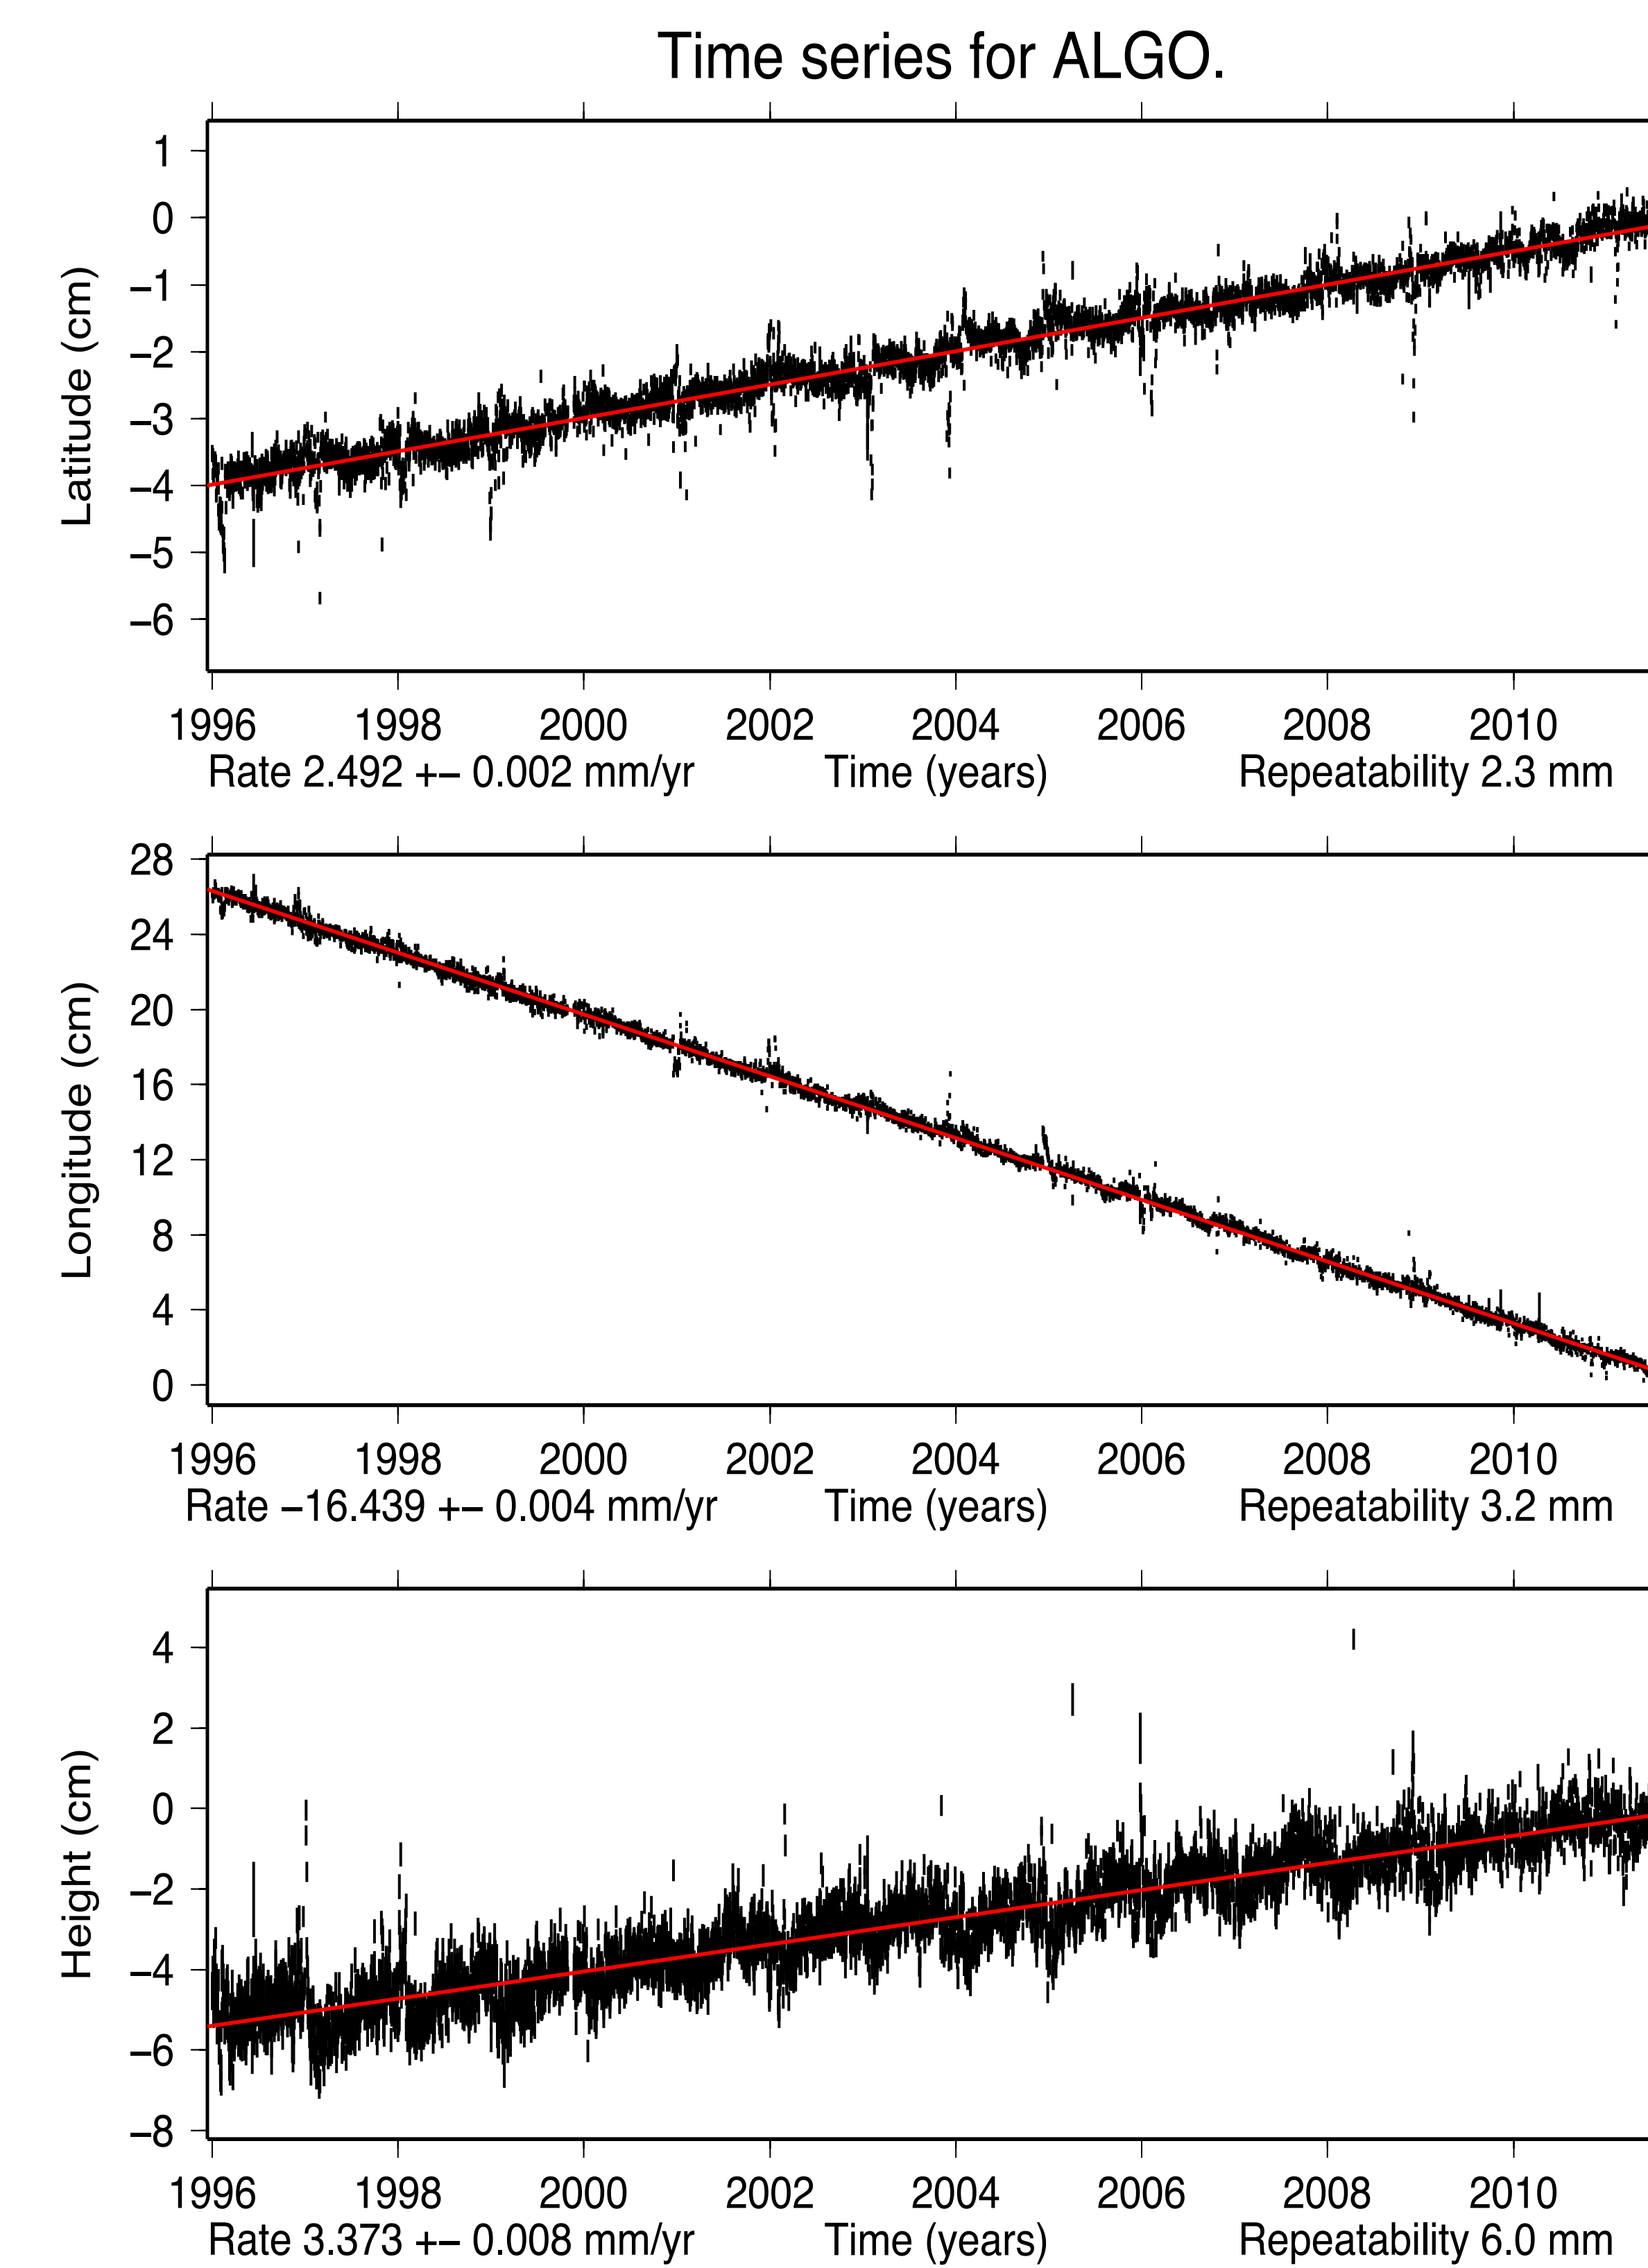 Time series for ALGO.
1
0
−1
−2
−3
−4
−5
−6
Latitude (cm)
1996 1998 2000 2002 2004 2006 2008 2010
Rate 2.492 +− 0.002 mm/yr Time (years) Repeatability 2.3 mm
28
24
20
16
12
8
4
0
Longitude (cm)
1996 1998 2000 2002 2004 2006 2008 2010
Rate −16.439 +− 0.004 mm/yr Time (years) Repeatability 3.2 mm
4
2
0
−2
−4
−6
−8
Height (cm)
1996 1998 2000 2002 2004 2006 2008 2010
Rate 3.373 +− 0.008 mm/yr Time (years) Repeatability 6.0 mm